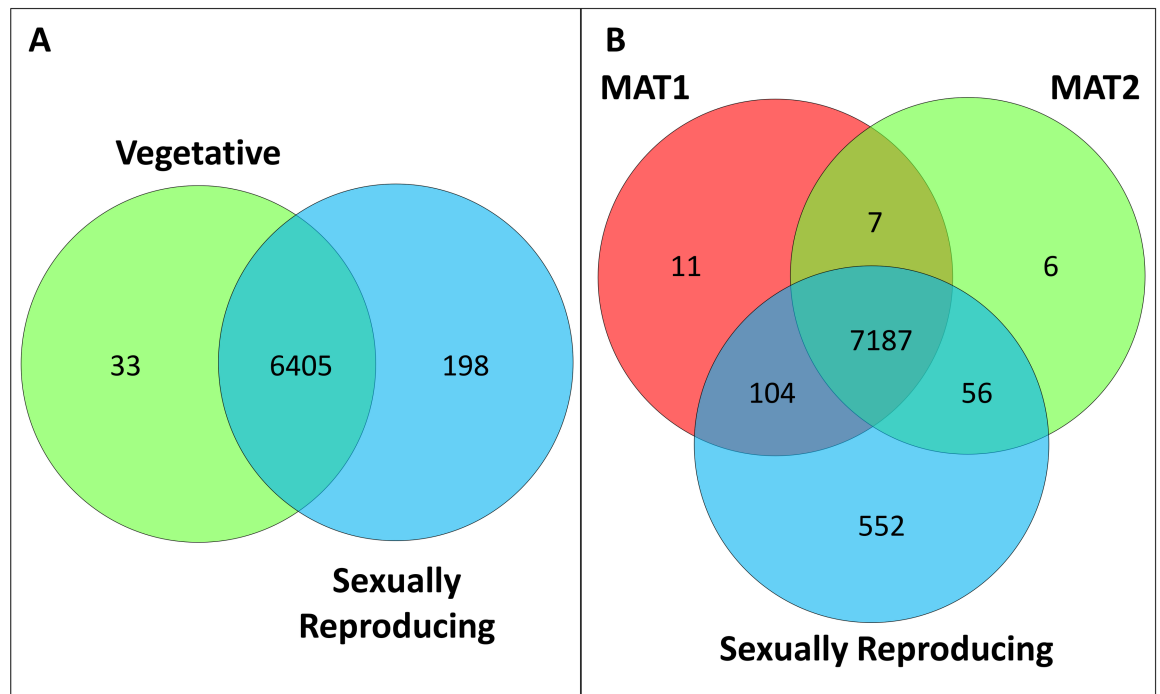 A
Vegetative
33
6405
198
Sexually
Reproducing
B
MAT1
MAT2
7
11
6
7187
104
56
552
Sexually Reproducing